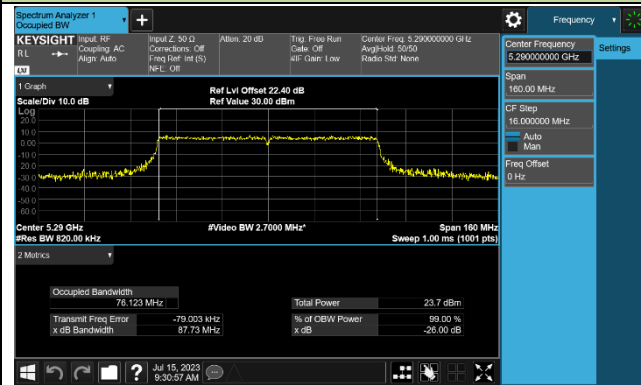 Spectrum Analyzer 1
Occupied BW
Frequency
KEYSIGHT
RL
LXI
Input: RF
Coupling: AC
Align: Auto
Input Z: 50 Ω
Corrections: Off
Freq Ref: Int (S)
NFE: Off
Atten: 20 dB
Trig: Free Run
Gate: Off
#IF Gain: Low
Center Freq: 5.290000000 GHz
Avg|Hold: 50/50
Radio Std: None
Center Frequency
5.290000000 GHz
Settings
Span
160.00 MHz
CF Step
16.000000 MHz
Auto
Man
Freq Offset
0 Hz
1 Graph
Scale/Div 10.0 dB
Ref Lvl Offset 22.40 dB
Ref Value 30.00 dBm
Log
20.0
10.0
0.00
-10.0
-20.0
-30.0
-40.0
-50.0
-60.0
Center 5.29 GHz
#Res BW 820.00 kHz
#Video BW 2.7000 MHz*
Span 160 MHz
Sweep 1.00 ms (1001 pts)
2 Metrics
Occupied Bandwidth
76.123 MHz
Total Power 23.7 dBm
Transmit Freq Error -79.003 kHz
% of OBW Power 99.00 %
x dB Bandwidth 87.73 MHz
x dB -26.00 dB
?
Jul 15, 2023
9:30:57 AM